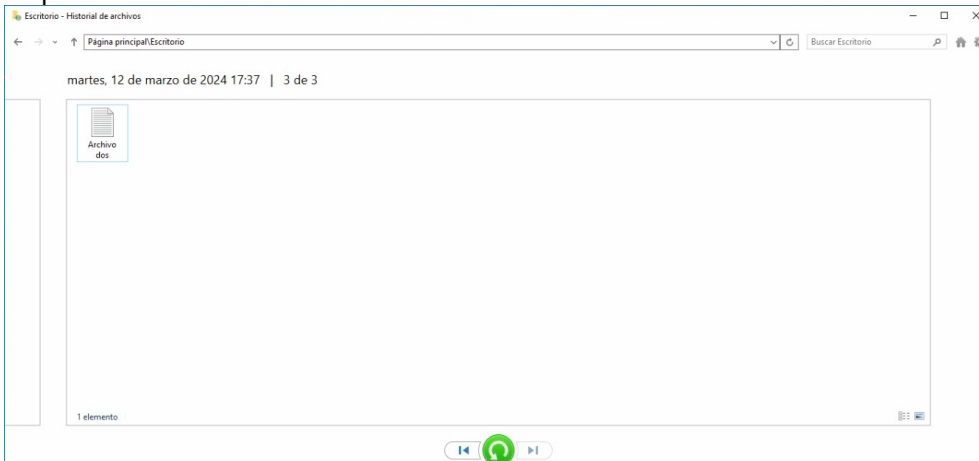 Escritorio - Historial de archivos
Página principal\Escritorio
Buscar Escritorio
martes, 12 de marzo de 2024 17:37 | 3 de 3
Archivo
dos
1 elemento